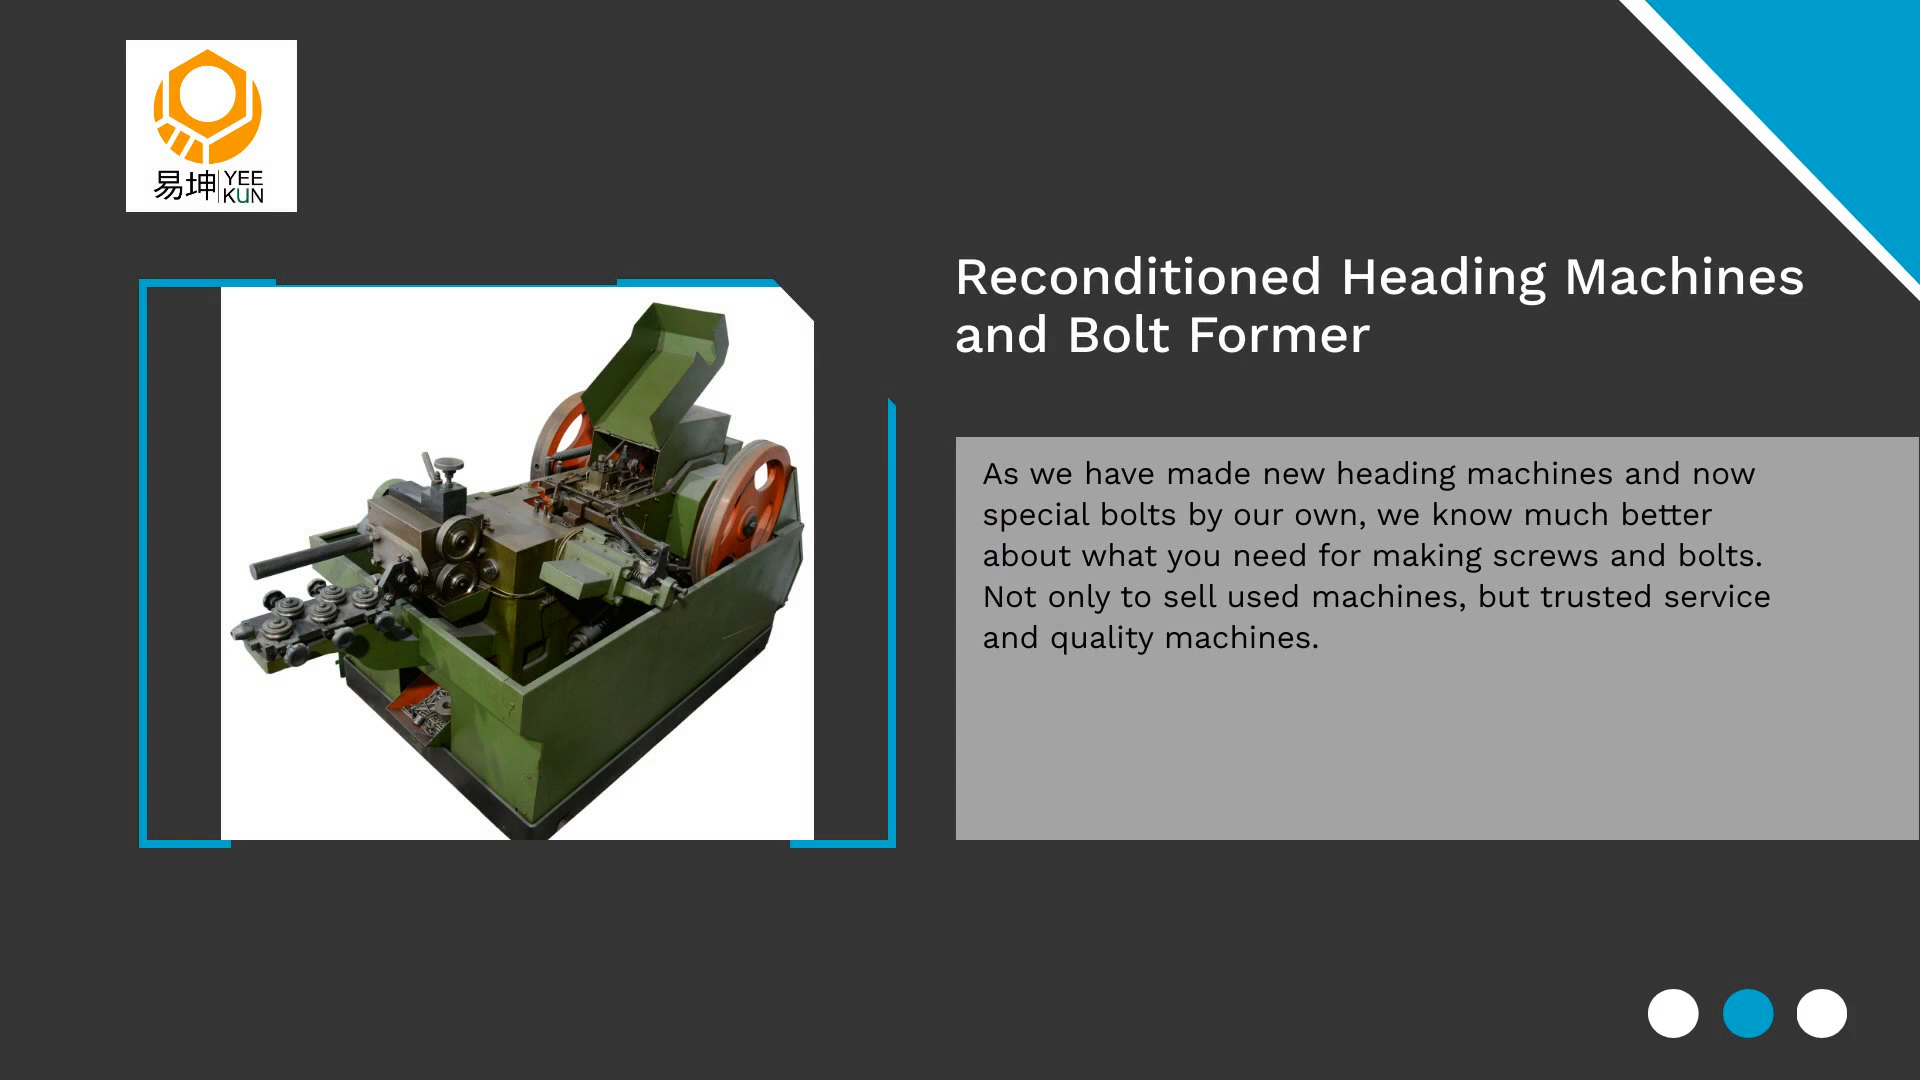 易坤 YEE
KUN
Reconditioned Heading Machines
and Bolt Former
As we have made new heading machines and now
special bolts by our own, we know much better
about what you need for making screws and bolts.
Not only to sell used machines, but trusted service
and quality machines.